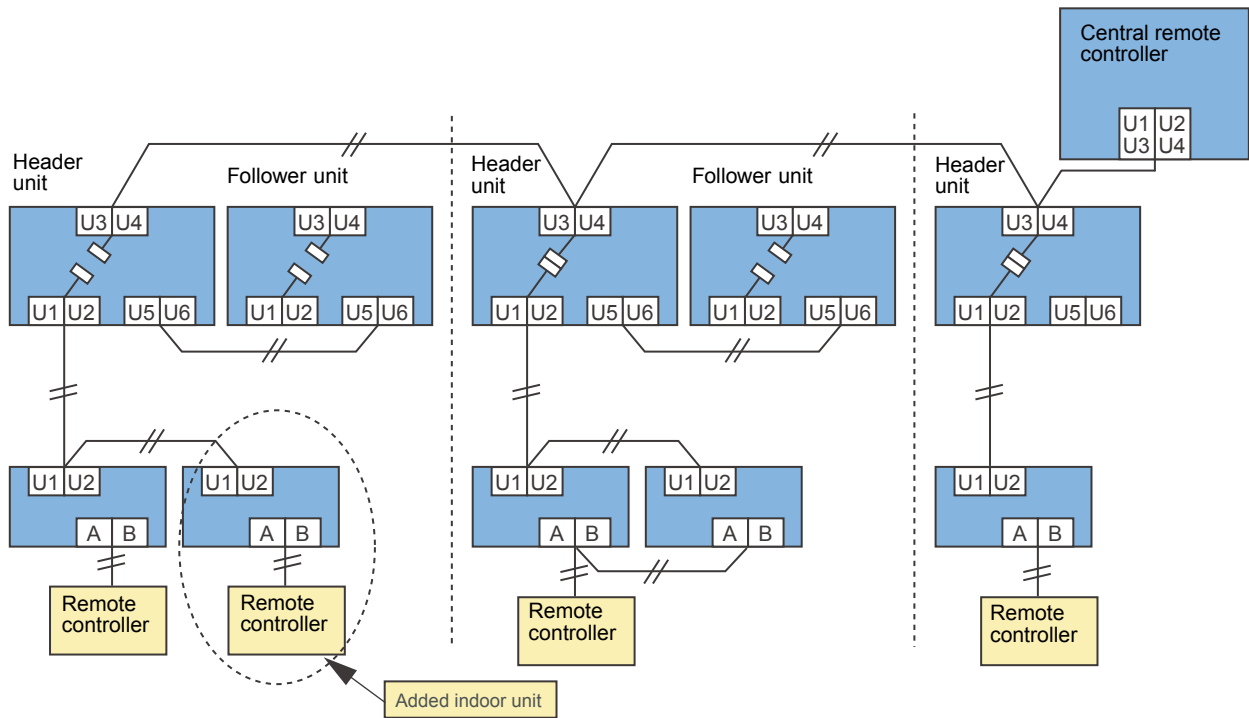 Central remote
controller
U1 U2
U3 U4
Header
unit
Follower unit
Header
unit
Follower unit
Header
unit
U3 U4
U3 U4
U3 U4
U3 U4
U3 U4
U1 U2 U5 U6
U1 U2 U5 U6
U1 U2 U5 U6
U1 U2 U5 U6
U1 U2 U5 U6
U1 U2
U1 U2
U1 U2
U1 U2
U1 U2
A B
A B
A B
A B
A B
Remote
controller
Remote
controller
Remote
controller
Remote
controller
Added indoor unit